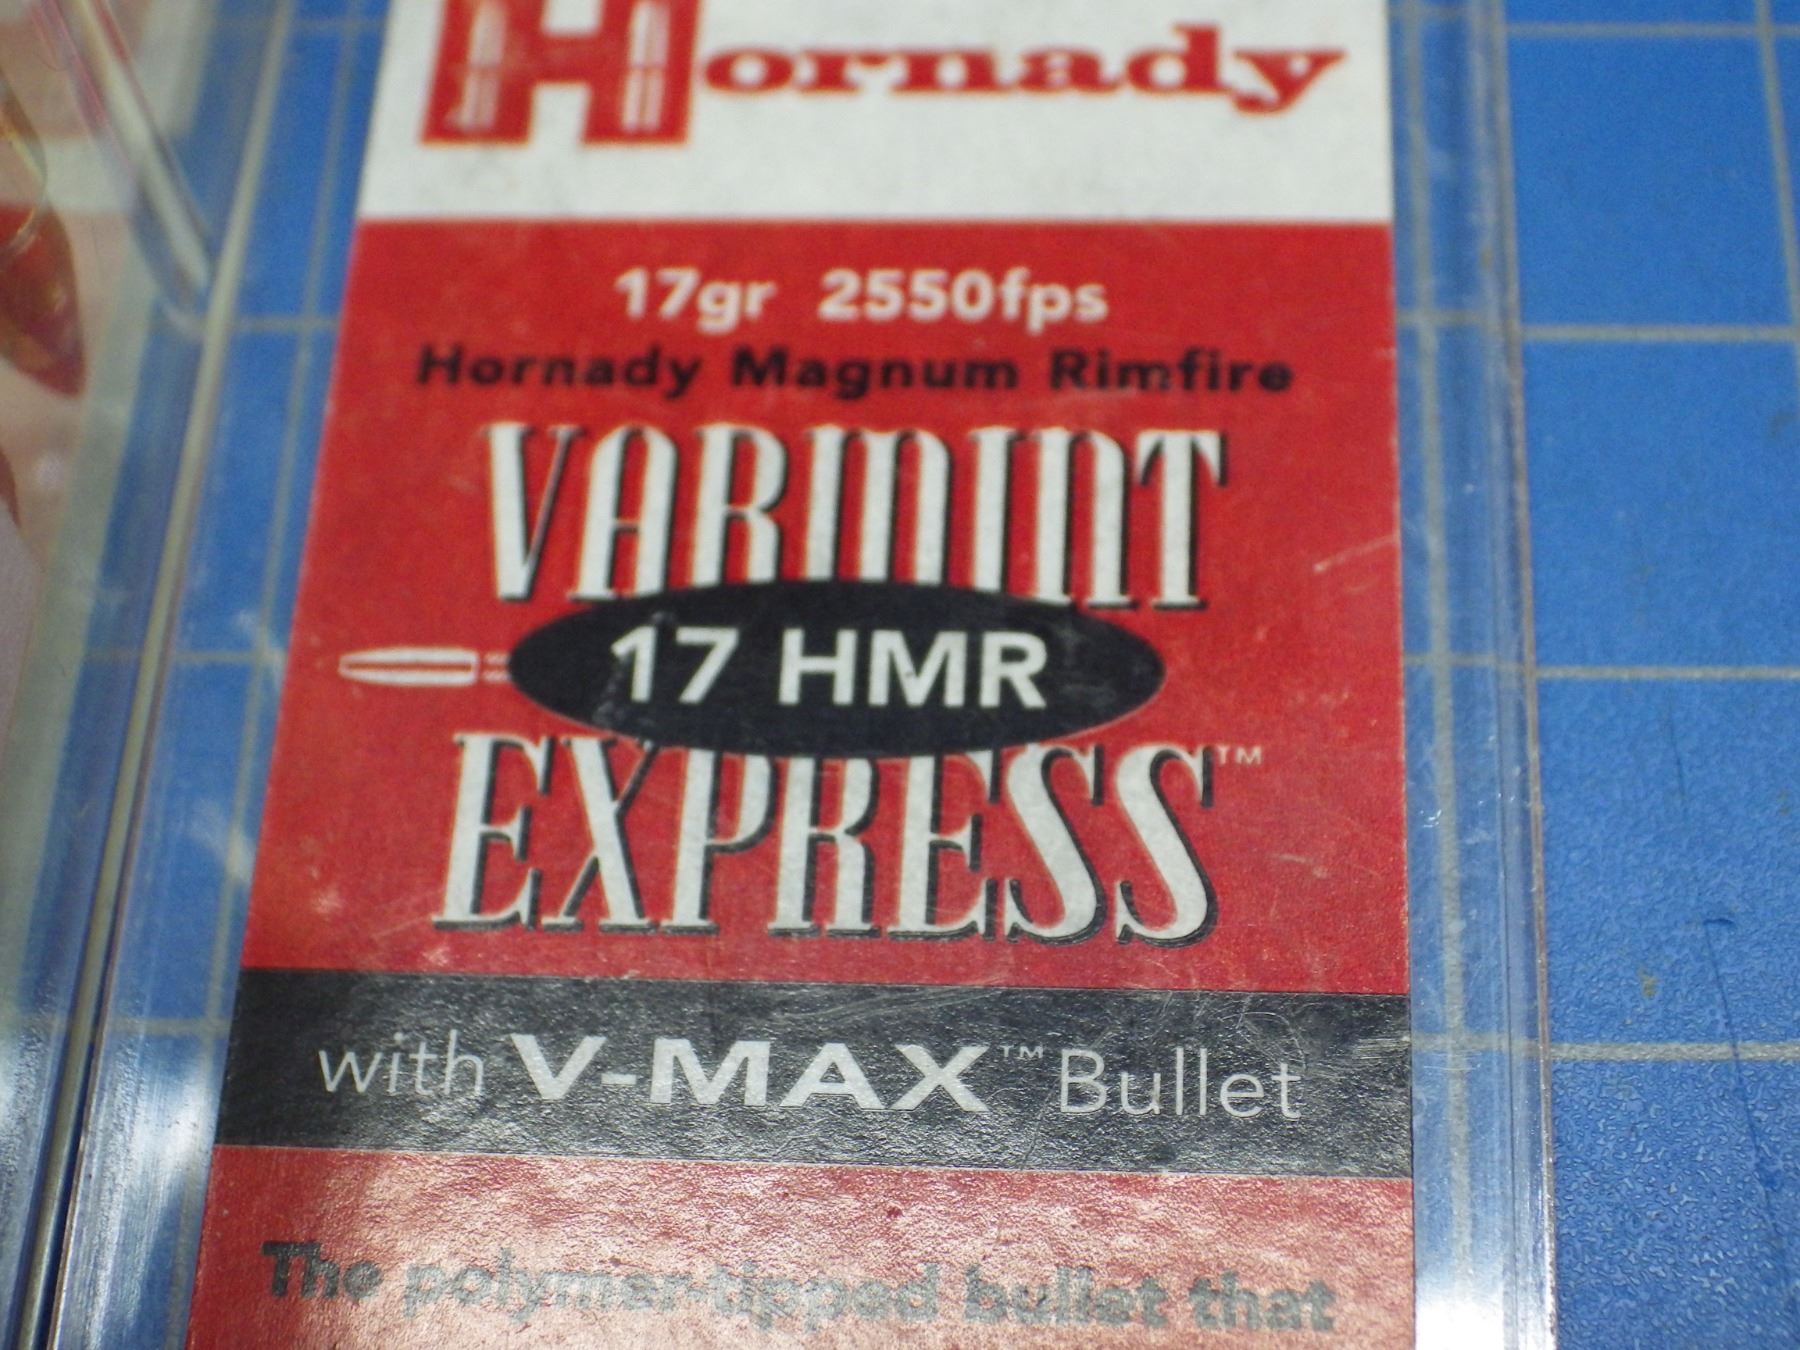 Hornady
17gr 2550fps
Hornady Magnum Rimfire
VARMINT
17 HMR
EXPRESS™
with V-MAX™ Bullet
The polymer-tipped bullet that